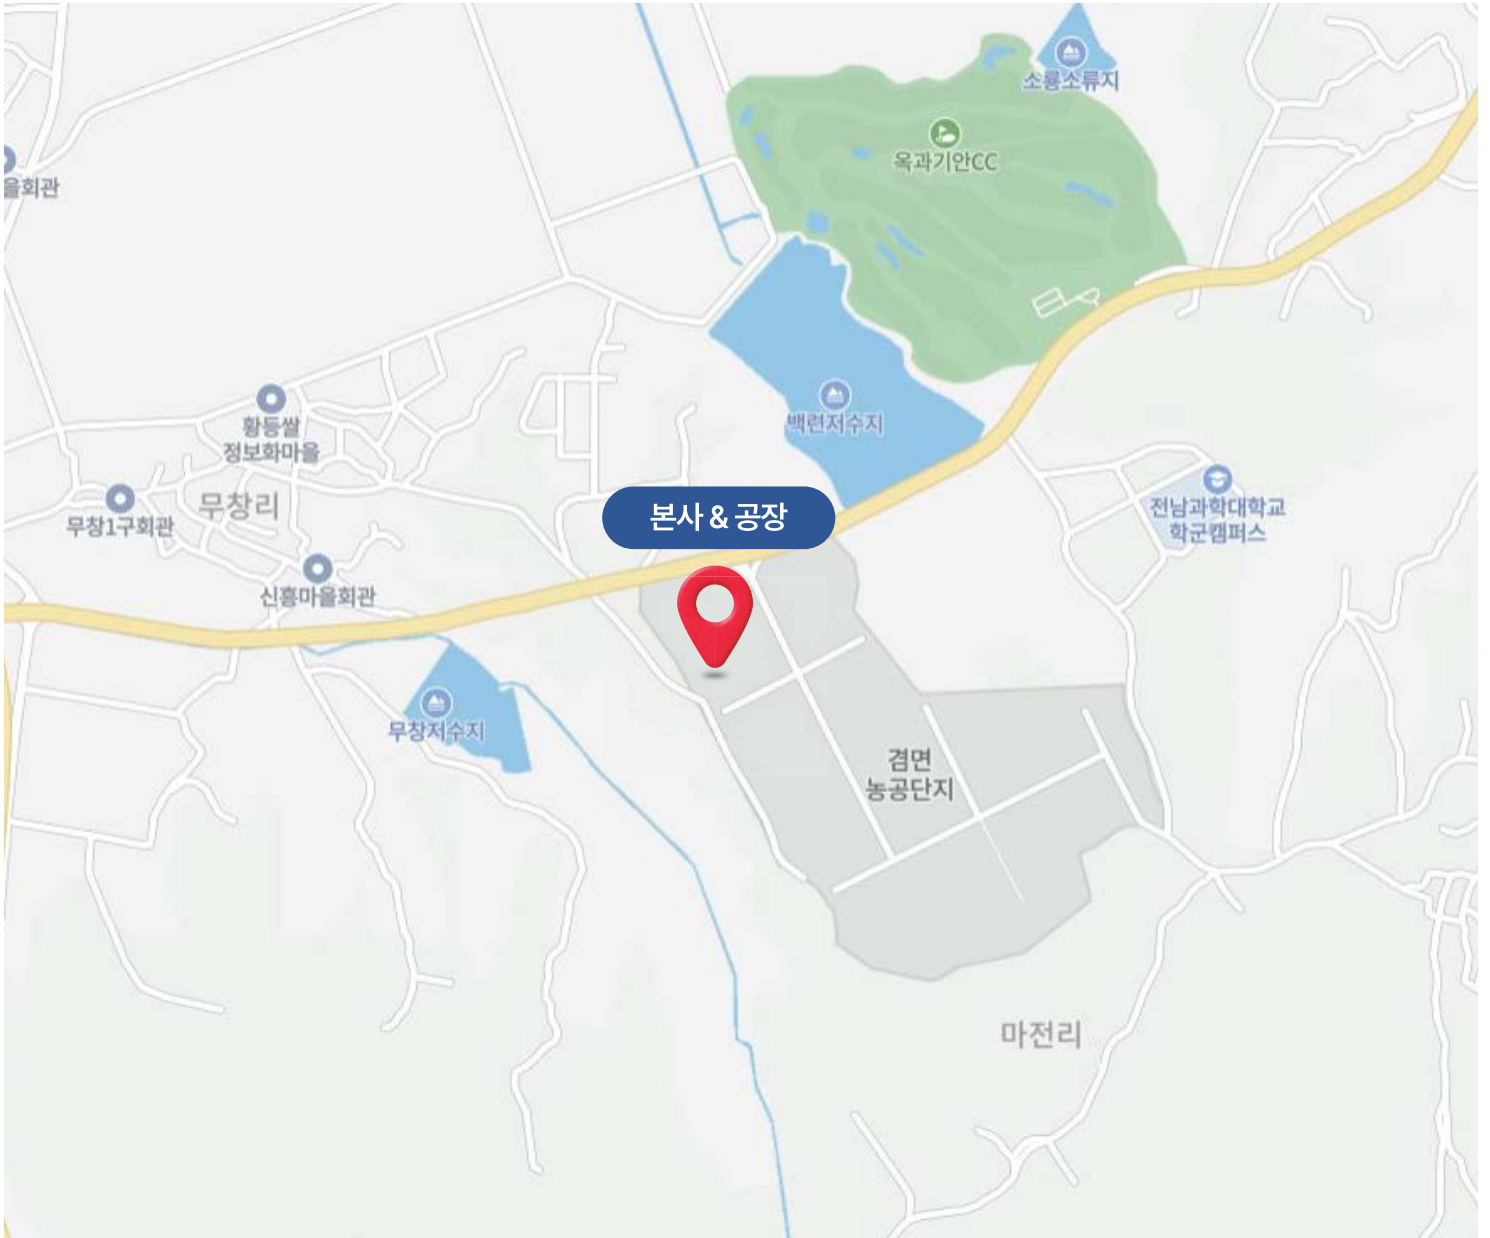 소룡소류지
옥과기안CC
을회관
백련저수지
황등쌀
정보화마을
무창리
무창1구회관
전남과학대학교
학군캠퍼스
본사 & 공장
신흥마을회관
무창저수지
겸면
농공단지
마전리